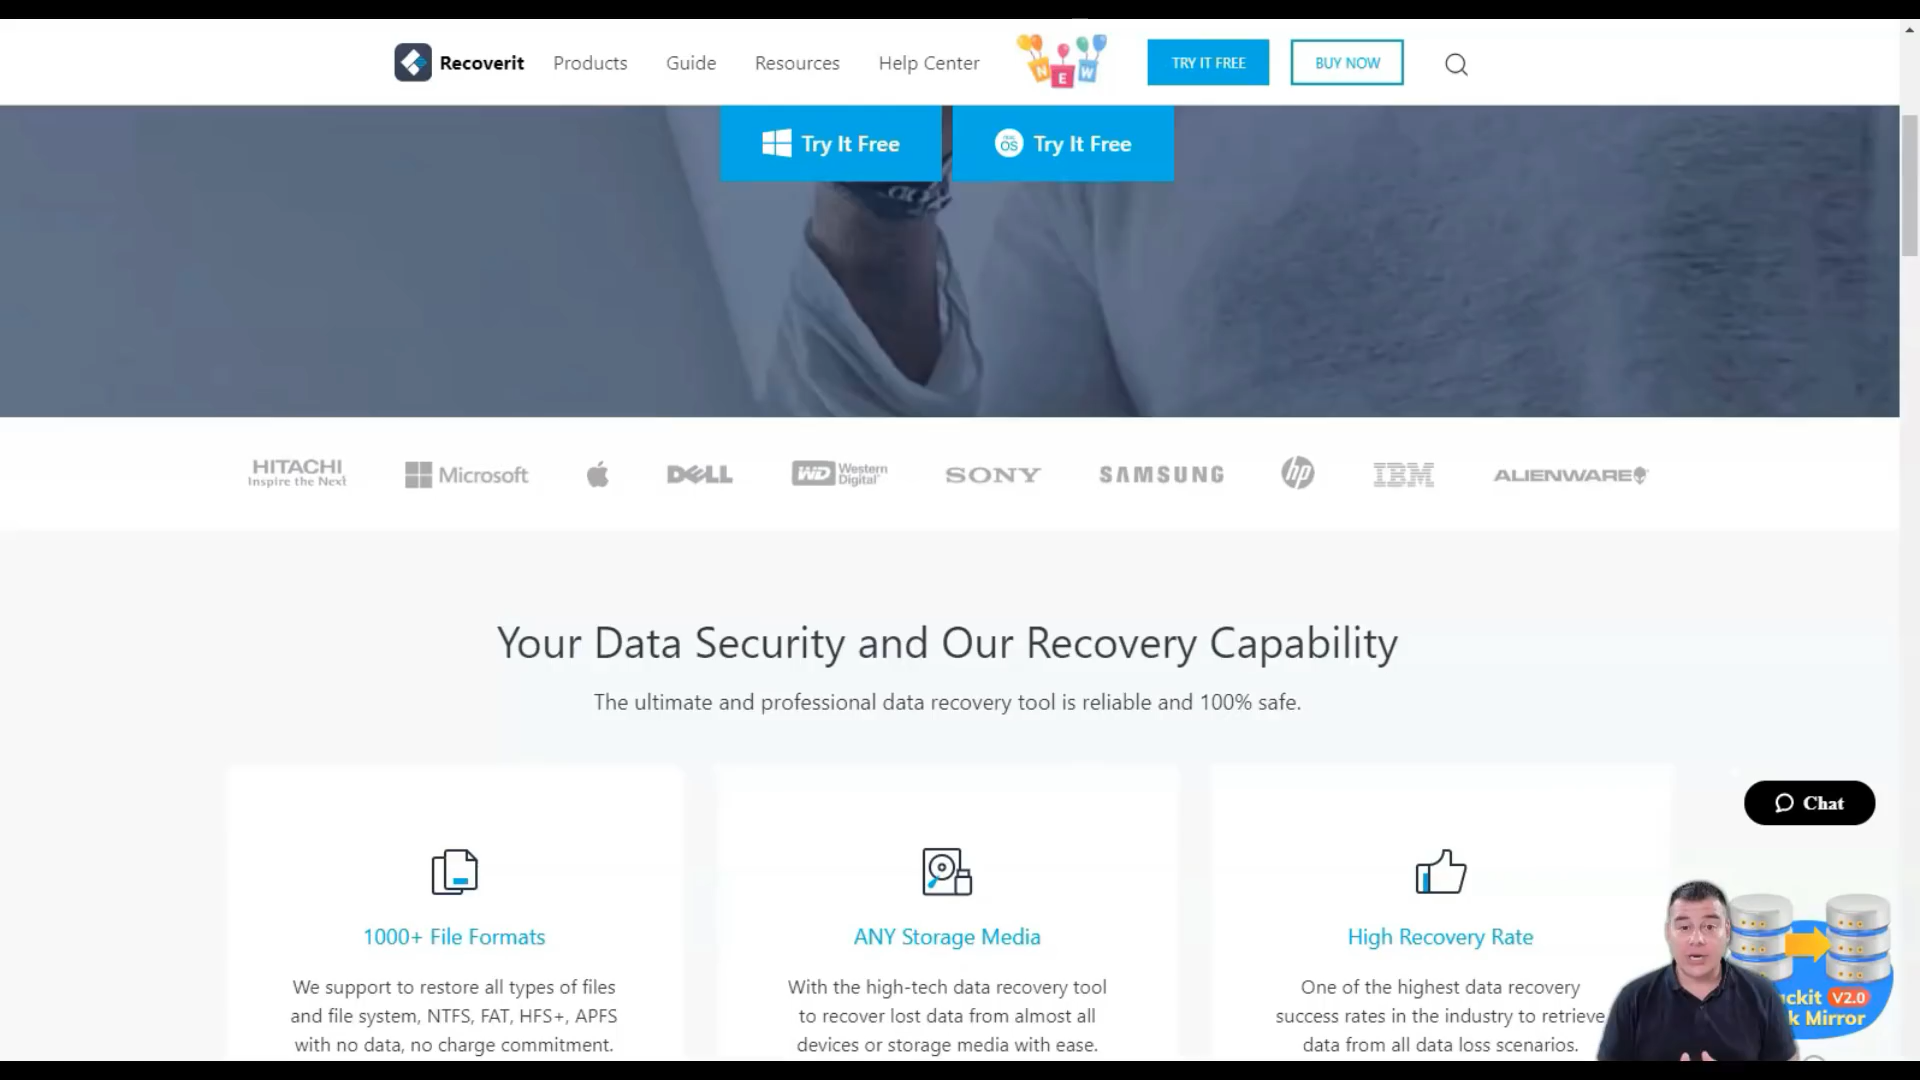 Recoverit
Products
Guide
Resources
Help Center
NEW
TRY IT FREE
BUY NOW
Try It Free
macOS Try It Free
HITACHI
Inspire the Next
Microsoft
DELL
WD Western
Digital
SONY
SAMSUNG
hp
IBM
ALIENWARE
Your Data Security and Our Recovery Capability
The ultimate and professional data recovery tool is reliable and 100% safe.
1000+ File Formats
We support to restore all types of files
and file system, NTFS, FAT, HFS+, APFS
with no data, no charge commitment.
ANY Storage Media
With the high-tech data recovery tool
to recover lost data from almost all
devices or storage media with ease.
High Recovery Rate
One of the highest data recovery
success rates in the industry to retrieve
data from all data loss scenarios.
Chat
ckit V2.0
k Mirror